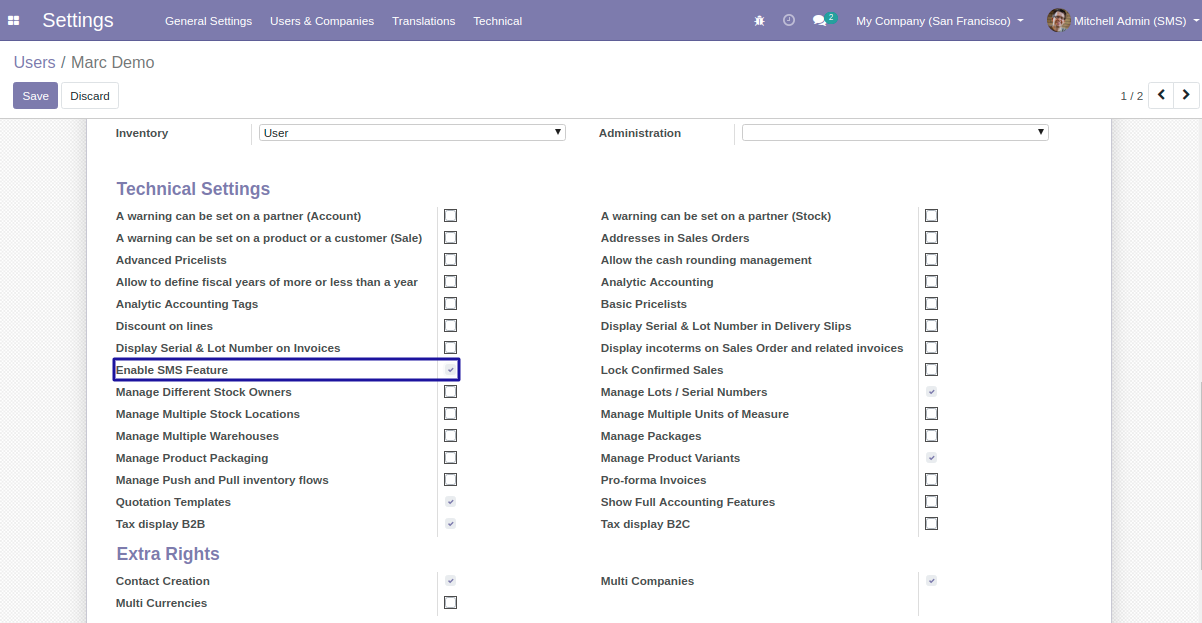 Settings General Settings Users & Companies Translations Technical 2 My Company (San Francisco) Mitchell Admin (SMS)
Users / Marc Demo
Save Discard 1 / 2
Inventory User Administration
Technical Settings
A warning can be set on a partner (Account) A warning can be set on a partner (Stock)
A warning can be set on a product or a customer (Sale) Addresses in Sales Orders
Advanced Pricelists Allow the cash rounding management
Allow to define fiscal years of more or less than a year Analytic Accounting
Analytic Accounting Tags Basic Pricelists
Discount on lines Display Serial & Lot Number in Delivery Slips
Display Serial & Lot Number on Invoices Display incoterms on Sales Order and related invoices
Enable SMS Feature Lock Confirmed Sales
Manage Different Stock Owners Manage Lots / Serial Numbers
Manage Multiple Stock Locations Manage Multiple Units of Measure
Manage Multiple Warehouses Manage Packages
Manage Product Packaging Manage Product Variants
Manage Push and Pull inventory flows Pro-forma Invoices
Quotation Templates Show Full Accounting Features
Tax display B2B Tax display B2C
Extra Rights
Contact Creation Multi Companies
Multi Currencies